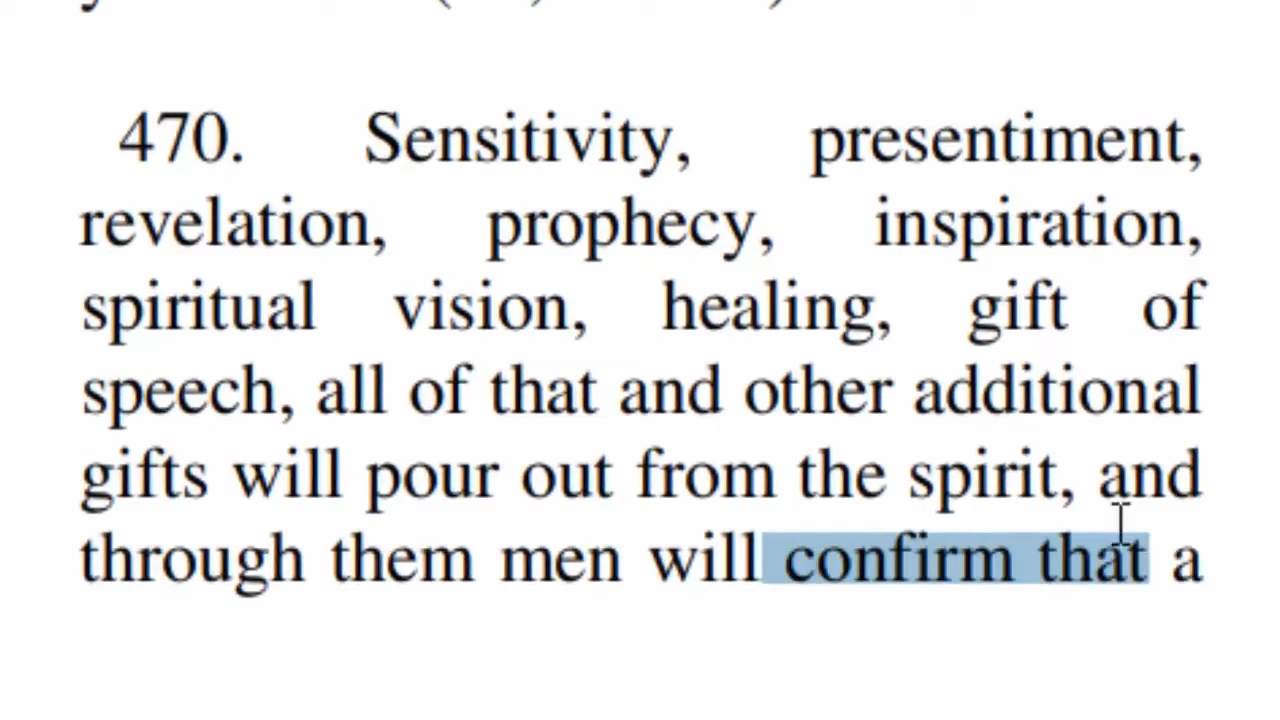 470. Sensitivity, presentiment,
revelation, prophecy, inspiration,
spiritual vision, healing, gift of
speech, all of that and other additional
gifts will pour out from the spirit, and
through them men will confirm that a